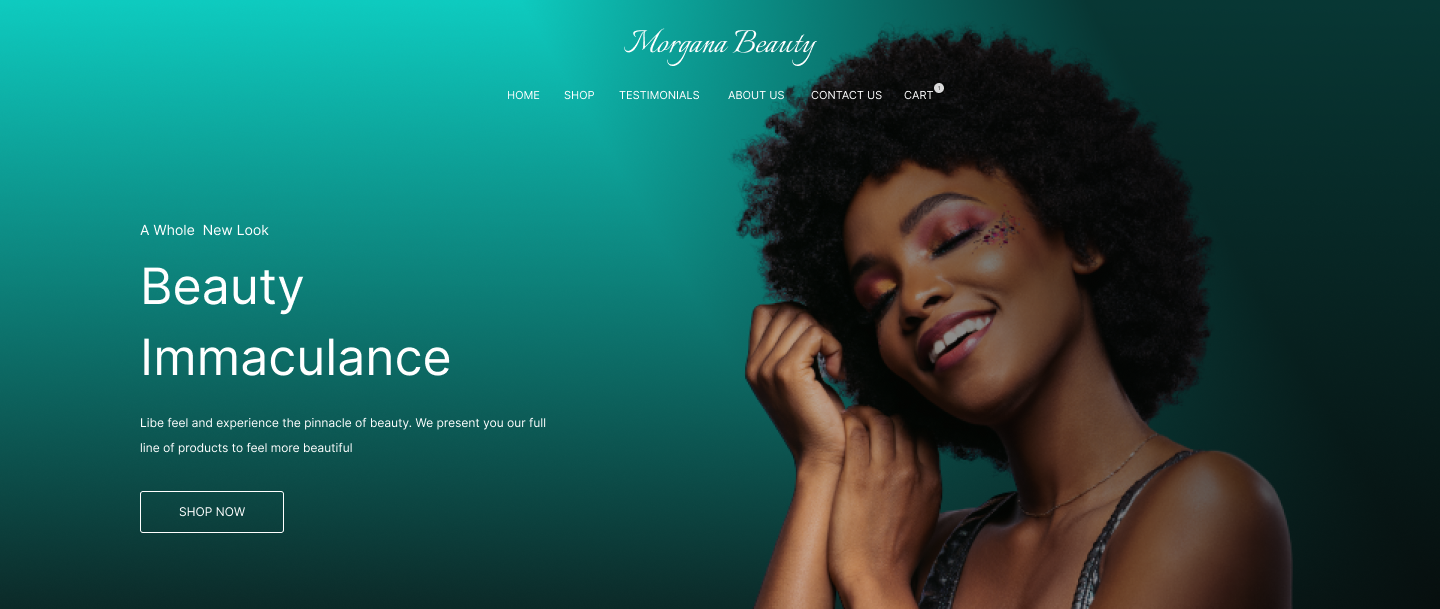 Morgana Beauty
HOME SHOP TESTIMONIALS ABOUT US CONTACT US CART
A Whole New Look
Beauty
Immaculance
Libe feel and experience the pinnacle of beauty. We present you our full
line of products to feel more beautiful
SHOP NOW